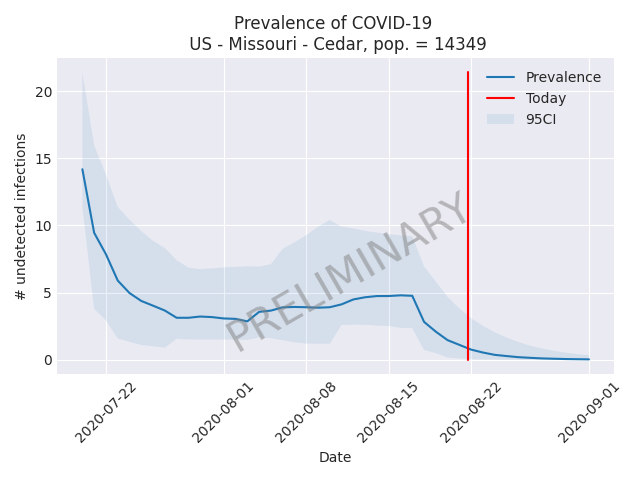 Prevalence of COVID-19
US - Missouri - Cedar, pop. = 14349
# undetected infections
20
15
10
5
0
Prevalence
Today
95CI
PRELIMINARY
2020-07-22
2020-08-01
2020-08-08
2020-08-15
2020-08-22
2020-09-01
Date